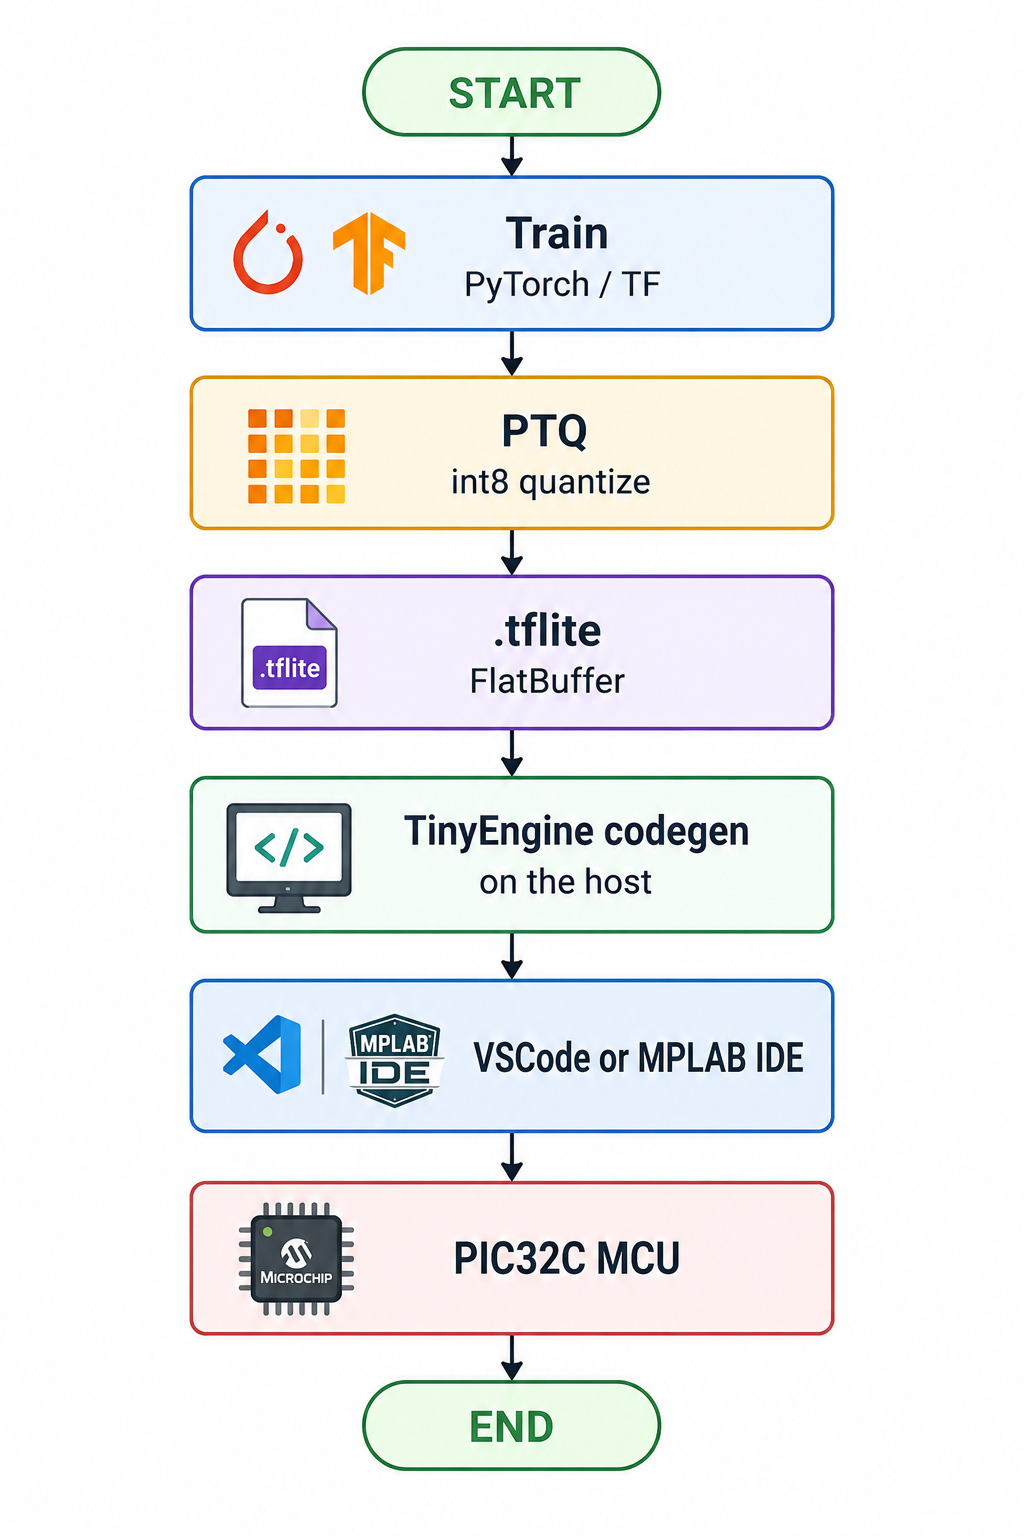 START
Train
PyTorch / TF
PTQ
int8 quantize
.tflite
.tflite
FlatBuffer
</>
TinyEngine codegen
on the host
MPLAB
IDE
VSCode or MPLAB IDE
MICROCHIP
PIC32C MCU
END